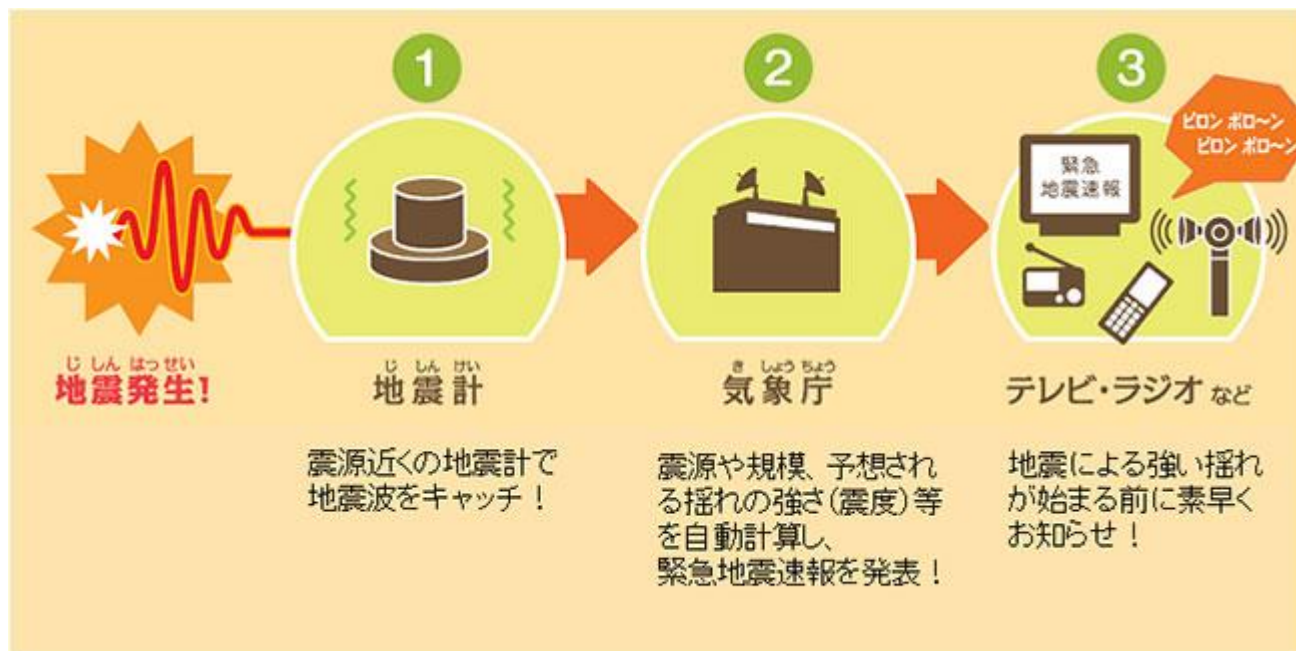 1
2
3
ピロン ポロ～ン
ピロン ポロ～ン
緊急
地震速報
じ しん はっ せい
地震発生!
じ しん けい
地震計
き しょう ちょう
気象庁
テレビ・ラジオ など
震源近くの地震計で
地震波をキャッチ！
震源や規模、予想され
る揺れの強さ(震度)等
を自動計算し、
緊急地震速報を発表！
地震による強い揺れ
が始まる前に素早く
お知らせ！